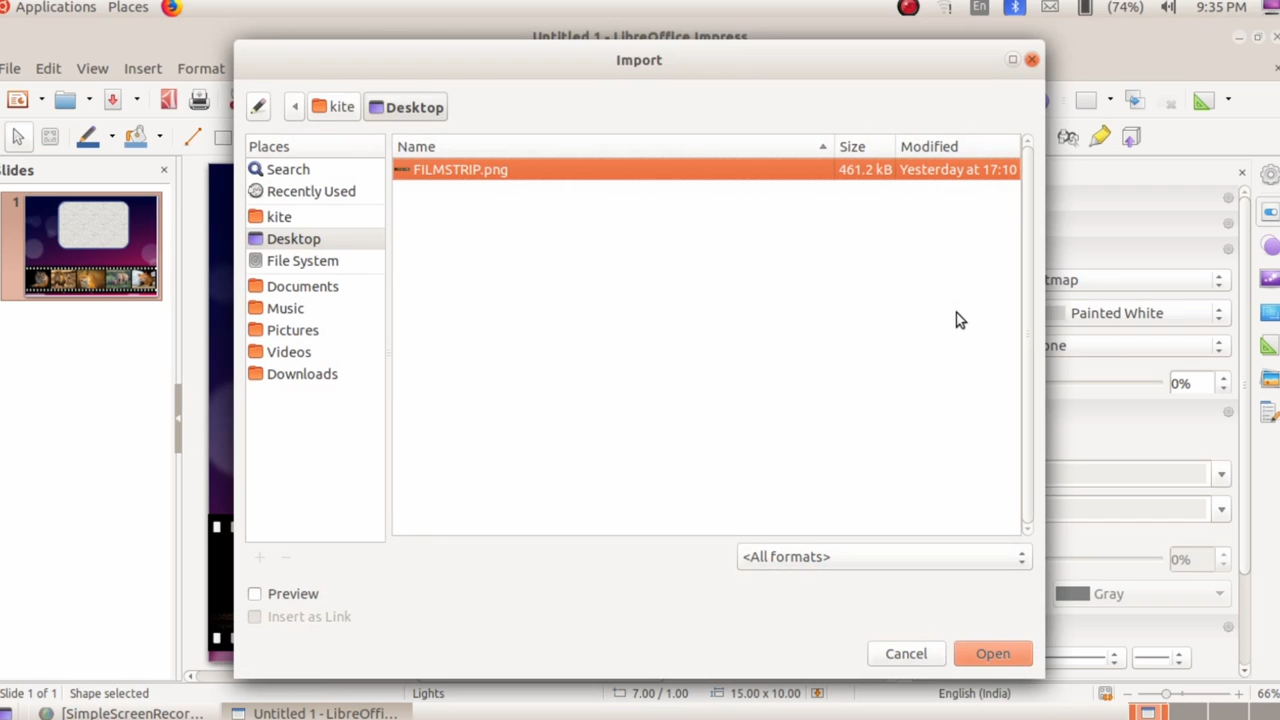 Applications Places En (74%) 9:35 PM
Untitled 1 - LibreOffice Impress
File Edit View Insert Format
Import
kite Desktop
Places
Search
Recently Used
kite
Desktop
File System
Documents
Music
Pictures
Videos
Downloads
Name Size Modified
FILMSTRIP.png 461.2 kB Yesterday at 17:10
<All formats>
Preview
Insert as Link
Cancel Open
Slides
1
tmap
Painted White
one
0%
0%
Gray
Slide 1 of 1 Shape selected Lights 7.00 / 1.00 15.00 x 10.00 English (India) 66%
[SimpleScreenRecor... Untitled 1 - LibreOffi...